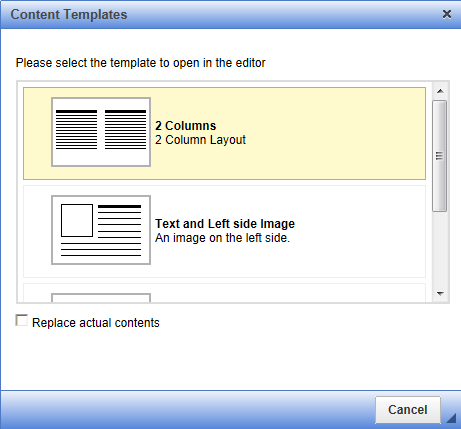 Content Templates
Please select the template to open in the editor
2 Columns
2 Column Layout
Text and Left side Image
An image on the left side.
Replace actual contents
Cancel